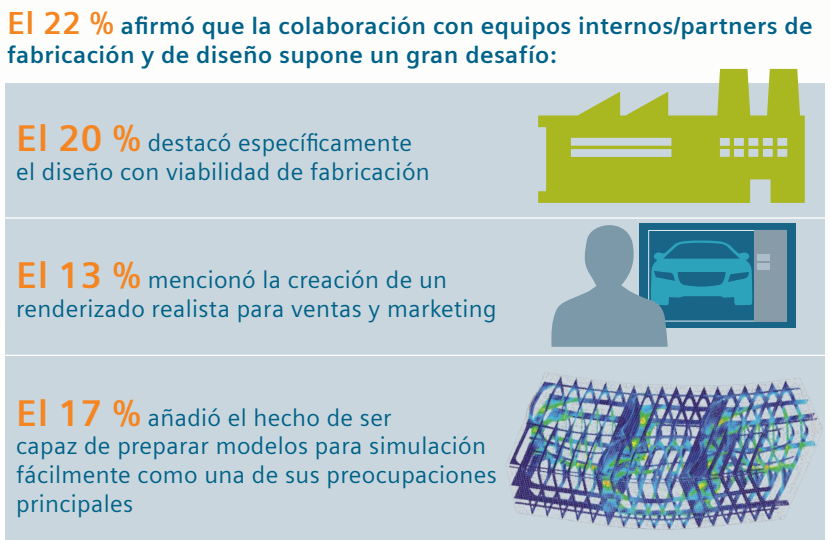 El 22 % afirmó que la colaboración con equipos internos/partners de
fabricación y de diseño supone un gran desafío:
El 20 % destacó específicamente
el diseño con viabilidad de fabricación
El 13 % mencionó la creación de un
renderizado realista para ventas y marketing
El 17 % añadió el hecho de ser
capaz de preparar modelos para simulación
fácilmente como una de sus preocupaciones
principales